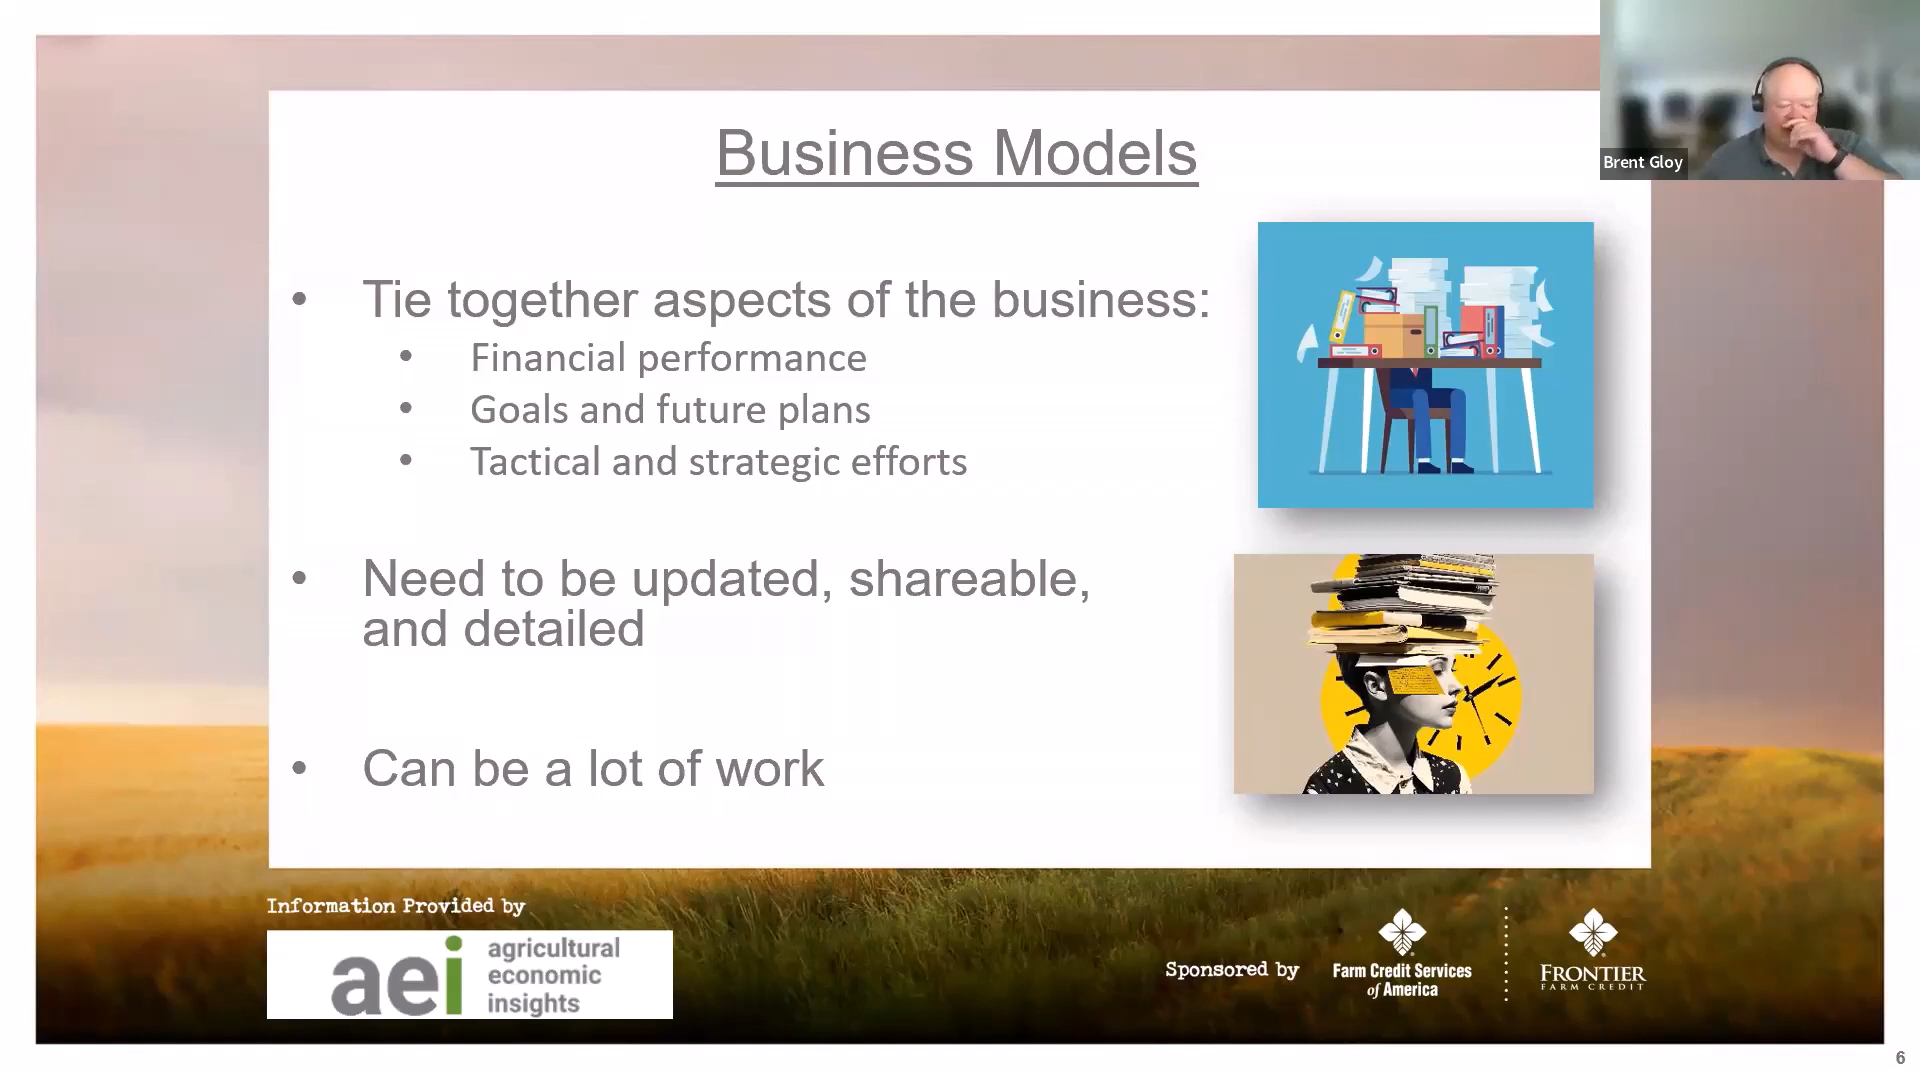 Business Models
• Tie together aspects of the business:
• Financial performance
• Goals and future plans
• Tactical and strategic efforts
• Need to be updated, shareable,
and detailed
• Can be a lot of work
Brent Gloy
Information Provided by
aei
agricultural
economic
insights
Sponsored by
Farm Credit Services
of America
FRONTIER
FARM CREDIT
6